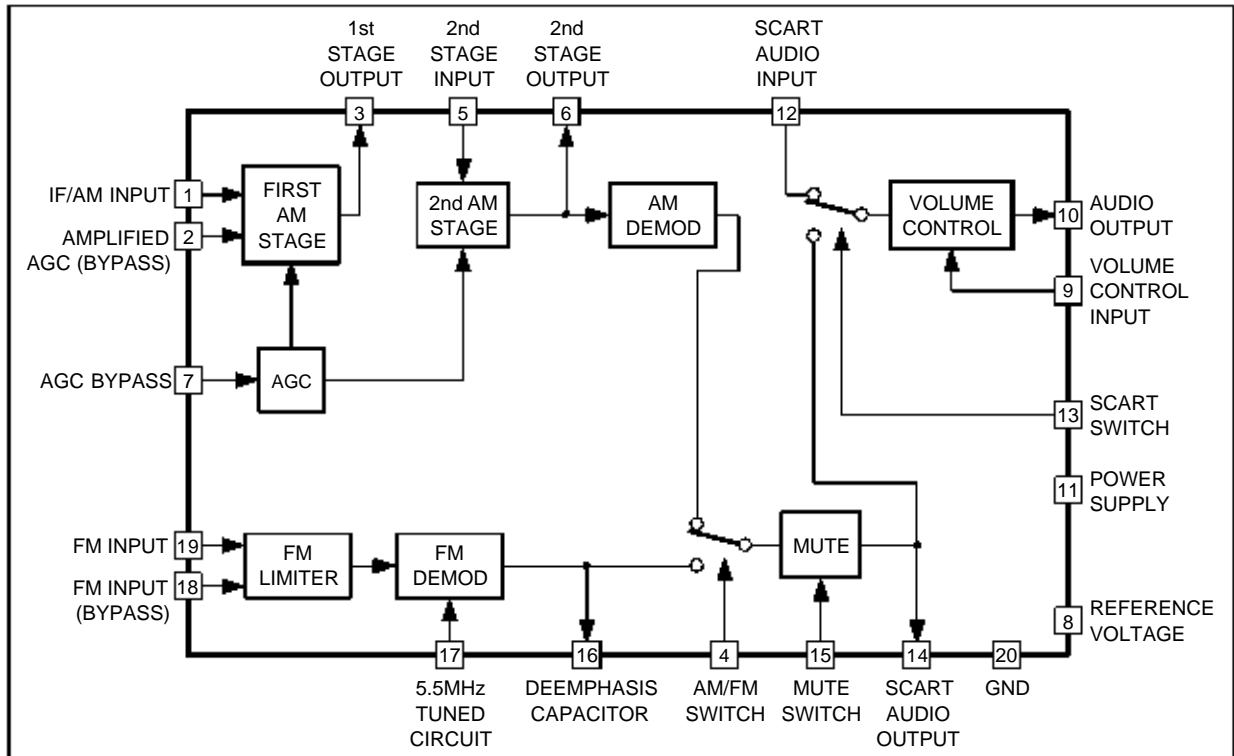 1st
STAGE
OUTPUT
2nd
STAGE
INPUT
2nd
STAGE
OUTPUT
SCART
AUDIO
INPUT
3
5
6
12
IF/AM INPUT
1
AMPLIFIED
AGC (BYPASS)
2
FIRST
AM
STAGE
2nd AM
STAGE
AM
DEMOD
VOLUME
CONTROL
10
AUDIO
OUTPUT
9
VOLUME
CONTROL
INPUT
AGC BYPASS
7
AGC
13
SCART
SWITCH
11
POWER
SUPPLY
FM INPUT
19
FM INPUT
(BYPASS)
18
FM
LIMITER
FM
DEMOD
MUTE
8
REFERENCE
VOLTAGE
17
16
4
15
14
20
5.5MHz
TUNED
CIRCUIT
DEEMPHASIS
CAPACITOR
AM/FM
SWITCH
MUTE
SWITCH
SCART
AUDIO
OUTPUT
GND